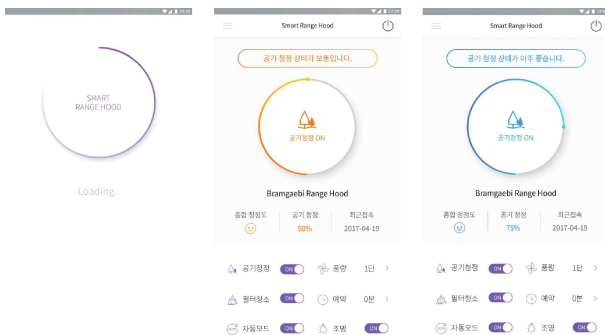 SMART
RANGE HOOD
Loading..
Smart Range Hood
공기 청정 상태가 보통입니다.
공기청정 ON
Bramgaebi Range Hood
종합 청정도 공기 청정 최근접속
50% 2017-04-19
공기청정 ON 풍량 1단 >
필터청소 ON 예약 0분 >
자동모드 ON 조명 ON
Smart Range Hood
공기 청정 상태가 아주 좋습니다.
공기청정 ON
Bramgaebi Range Hood
종합 청정도 공기 청정 최근접속
75% 2017-04-19
공기청정 ON 풍량 1단 >
필터청소 ON 예약 0분 >
자동모드 ON 조명 ON